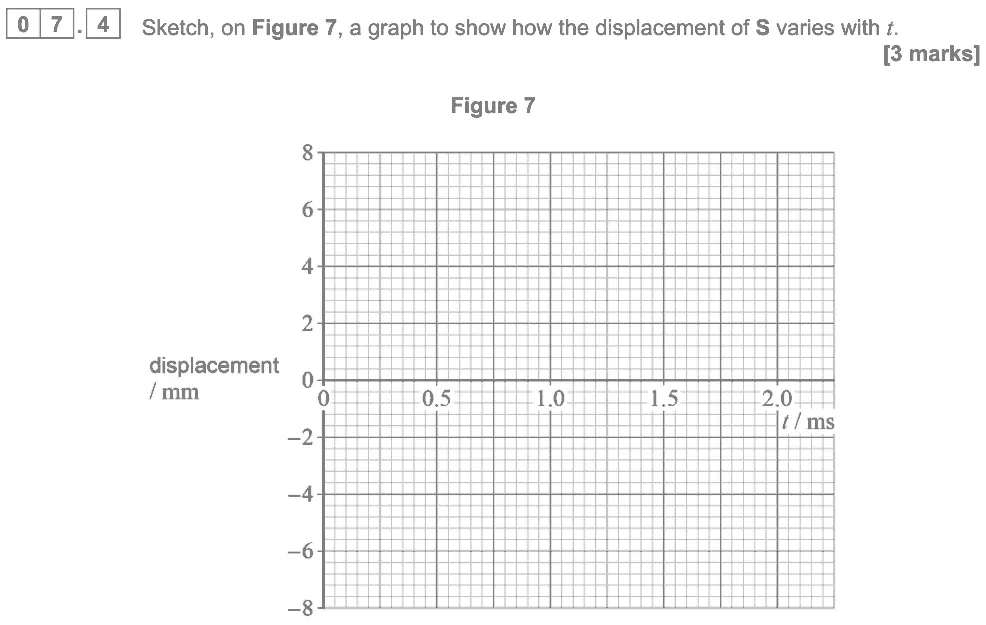 0 7 . 4 Sketch, on Figure 7, a graph to show how the displacement of S varies with t.
[3 marks]
Figure 7
8
6
4
2
displacement
/ mm
0
0 0.5 1.0 1.5 2.0
t / ms
−2
−4
−6
−8